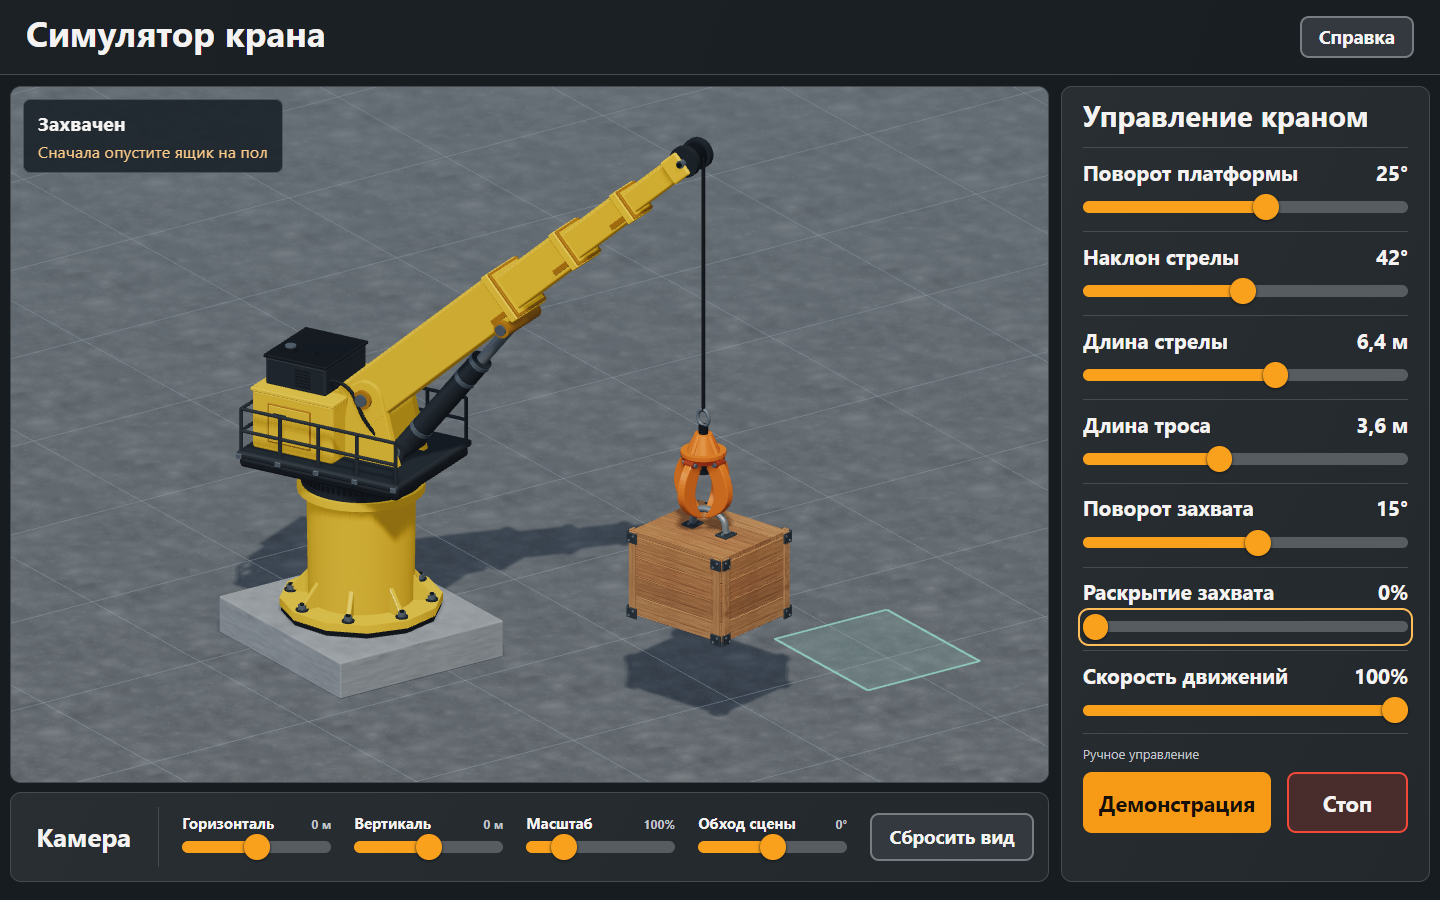 Симулятор крана
Справка
Захвачен
Сначала опустите ящик на пол
Управление краном
Поворот платформы 25°
Наклон стрелы 42°
Длина стрелы 6,4 м
Длина троса 3,6 м
Поворот захвата 15°
Раскрытие захвата 0%
Скорость движений 100%
Ручное управление
Демонстрация Стоп
Камера
Горизонталь 0 м
Вертикаль 0 м
Масштаб 100%
Обход сцены 0°
Сбросить вид